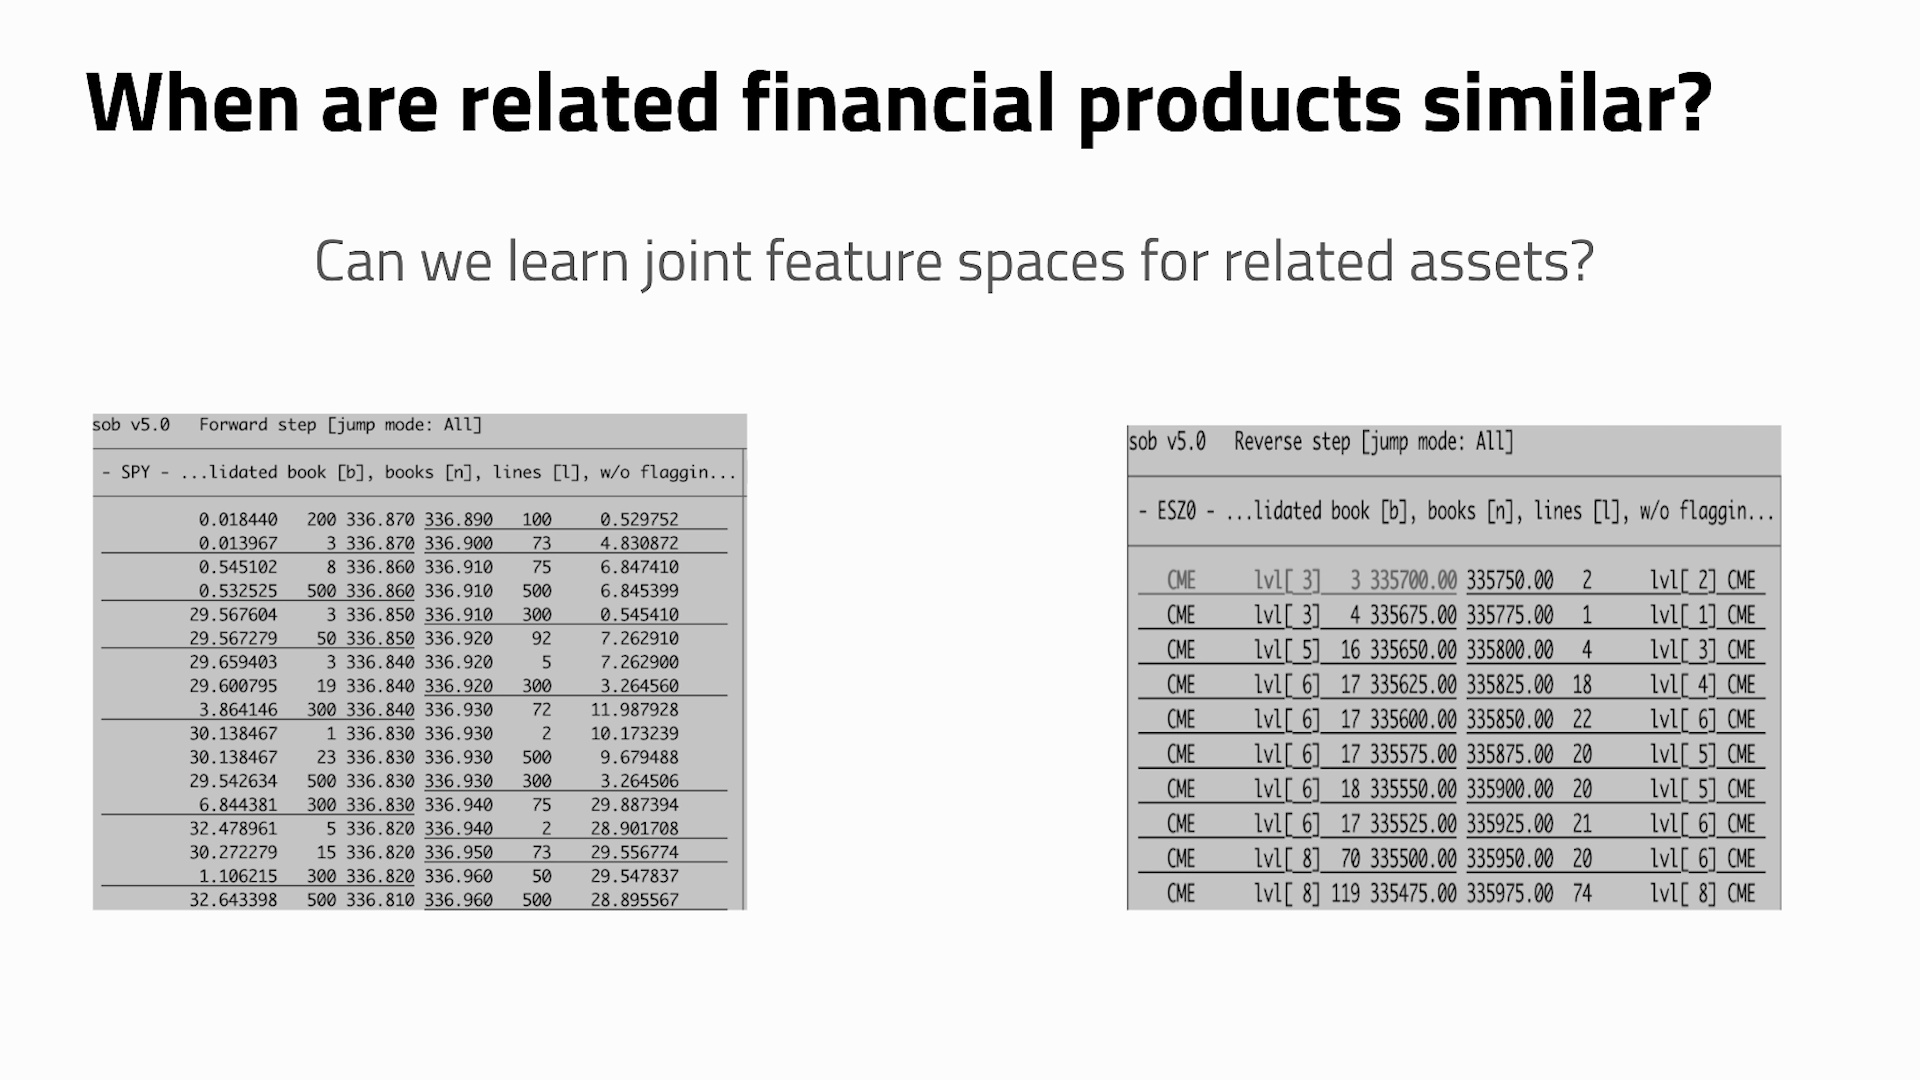 When are related financial products similar?
Can we learn joint feature spaces for related assets?
sob v5.0 Forward step [jump mode: All]
- SPY - ...lidated book [b], books [n], lines [l], w/o flaggin...
0.018440 200 336.870 336.890 100 0.529752
0.013967 3 336.870 336.900 73 4.830872
0.545102 8 336.860 336.910 75 6.847410
0.532525 500 336.860 336.910 500 6.845399
29.567604 3 336.850 336.910 300 0.545410
29.567279 50 336.850 336.920 92 7.262910
29.659403 3 336.840 336.920 5 7.262900
29.600795 19 336.840 336.920 300 3.264560
3.864146 300 336.840 336.930 72 11.987928
30.138467 1 336.830 336.930 2 10.173239
30.138467 23 336.830 336.930 500 9.679488
29.542634 500 336.830 336.930 300 3.264506
6.844381 300 336.830 336.940 75 29.887394
32.478961 5 336.820 336.940 2 28.901708
30.272279 15 336.820 336.950 73 29.556774
1.106215 300 336.820 336.960 50 29.547837
32.643398 500 336.810 336.960 500 28.895567
sob v5.0 Reverse step [jump mode: All]
- ESZ0 - ...lidated book [b], books [n], lines [l], w/o flaggin...
CME lvl[ 3] 3 335700.00 335750.00 2 lvl[ 2] CME
CME lvl[ 3] 4 335675.00 335775.00 1 lvl[ 1] CME
CME lvl[ 5] 16 335650.00 335800.00 4 lvl[ 3] CME
CME lvl[ 6] 17 335625.00 335825.00 18 lvl[ 4] CME
CME lvl[ 6] 17 335600.00 335850.00 22 lvl[ 6] CME
CME lvl[ 6] 17 335575.00 335875.00 20 lvl[ 5] CME
CME lvl[ 6] 18 335550.00 335900.00 20 lvl[ 5] CME
CME lvl[ 6] 17 335525.00 335925.00 21 lvl[ 6] CME
CME lvl[ 8] 70 335500.00 335950.00 20 lvl[ 6] CME
CME lvl[ 8] 119 335475.00 335975.00 74 lvl[ 8] CME